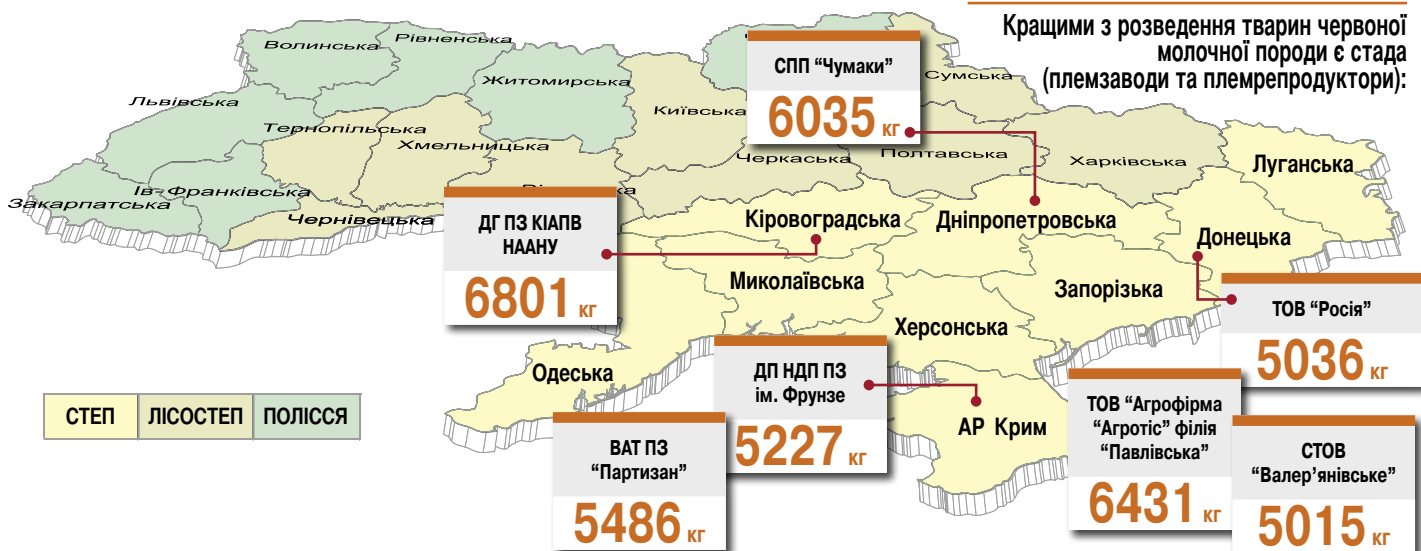 Кращими з розведення тварин червоної
молочної породи є стада
(племзаводи та племрепродуктори):
Волинська
Рівненська
Житомирська
Сумська
Київська
Львівська
Тернопільська
Хмельницька
Черкаська
Полтавська
Харківська
Луганська
Ів-Франківська
Закарпатська
Чернівецька
Кіровоградська
Дніпропетровська
Донецька
Миколаївська
Запорізька
Херсонська
Одеська
АР Крим
СПП “Чумаки”
6035 кг
ДГ ПЗ КІАПВ
НААНУ
6801 кг
ТОВ “Росія”
5036 кг
ДП НДП ПЗ
ім. Фрунзе
5227 кг
ВАТ ПЗ
“Партизан”
5486 кг
ТОВ “Агрофірма
“Агротіс” філія
“Павлівська”
6431 кг
СТОВ
“Валер’янівське”
5015 кг
СТЕП
ЛІСОСТЕП
ПОЛІССЯ